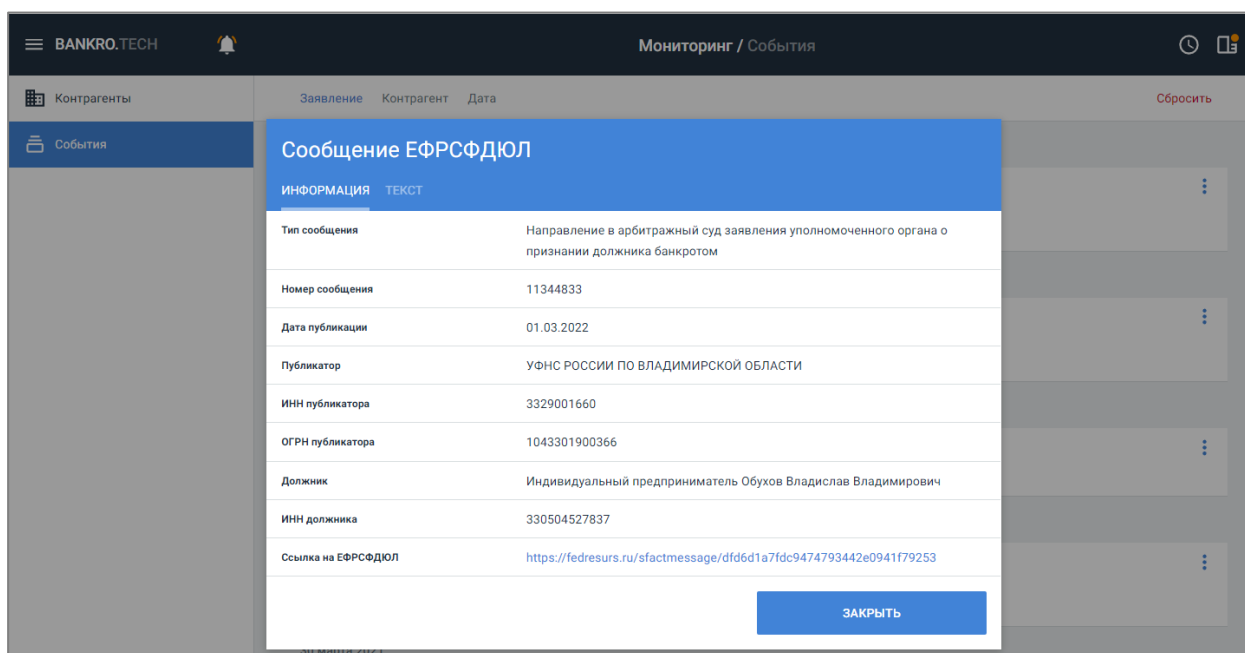 BANKRO.TECH
Мониторинг / События
Контрагенты
Заявление Контрагент Дата
Сбросить
События
Сообщение ЕФРСФДЮЛ
ИНФОРМАЦИЯ ТЕКСТ
Тип сообщения
Направление в арбитражный суд заявления уполномоченного органа о
признании должника банкротом
Номер сообщения
11344833
Дата публикации
01.03.2022
Публикатор
УФНС РОССИИ ПО ВЛАДИМИРСКОЙ ОБЛАСТИ
ИНН публикатора
3329001660
ОГРН публикатора
1043301900366
Должник
Индивидуальный предприниматель Обухов Владислав Владимирович
ИНН должника
330504527837
Ссылка на ЕФРСФДЮЛ
https://fedresurs.ru/sfactmessage/dfd6d1a7fdc9474793442e0941f79253
ЗАКРЫТЬ
30 марта 2021